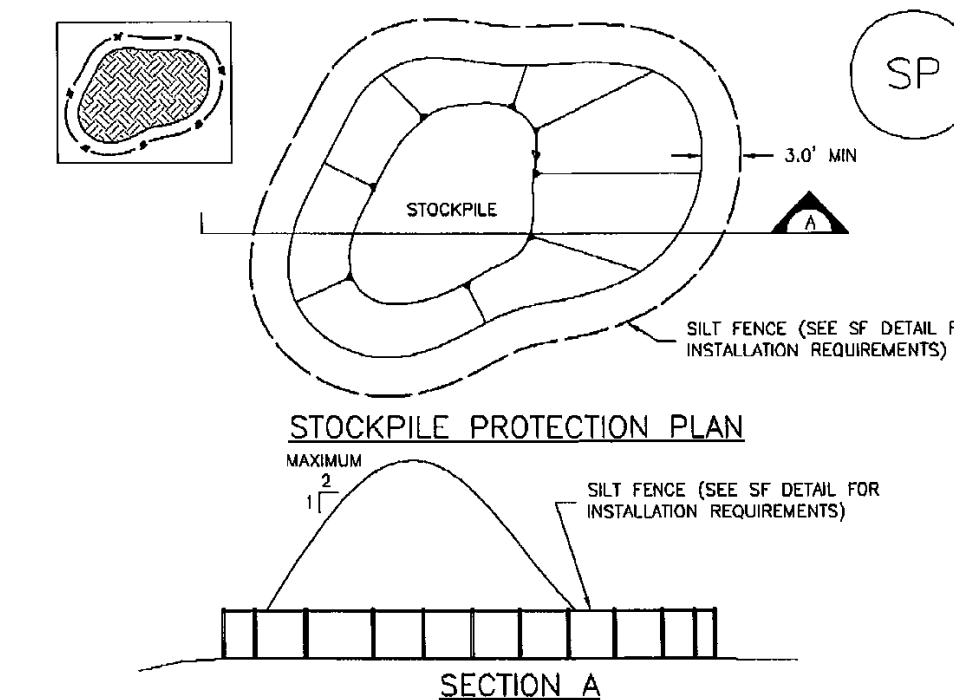 SP
3.0' MIN
A
STOCKPILE
SILT FENCE (SEE SF DETAIL F
INSTALLATION REQUIREMENTS)
STOCKPILE PROTECTION PLAN
MAXIMUM
2
1
SILT FENCE (SEE SF DETAIL FOR
INSTALLATION REQUIREMENTS)
SECTION A